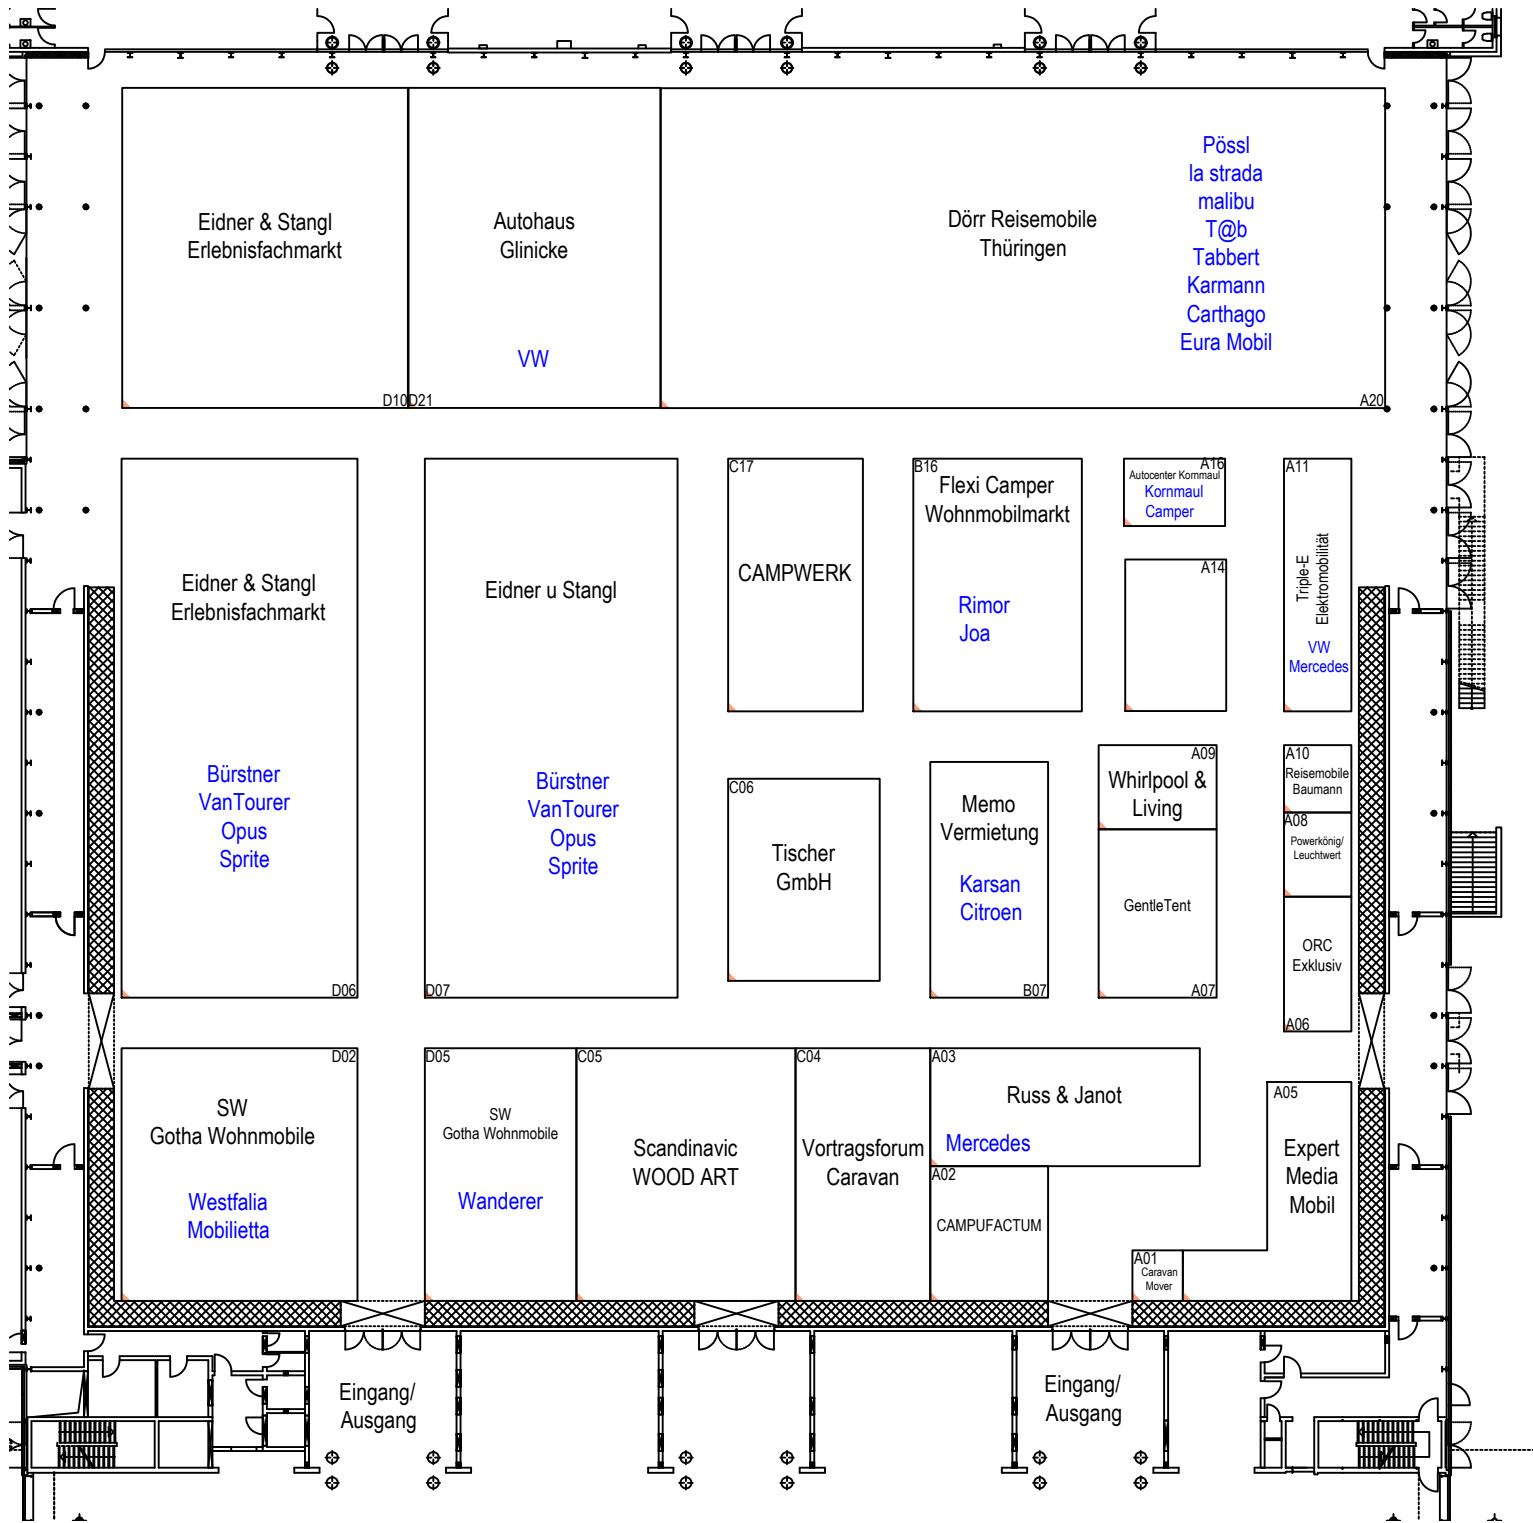 Eidner & Stangl
Erlebnisfachmarkt
D10
Autohaus
Glinicke
VW
D21
Dörr Reisemobile
Thüringen
Pössl
la strada
malibu
T@b
Tabbert
Karmann
Carthago
Eura Mobil
A20
Eidner & Stangl
Erlebnisfachmarkt
Bürstner
VanTourer
Opus
Sprite
D06
Eidner u Stangl
Bürstner
VanTourer
Opus
Sprite
D07
C17
CAMPWERK
B16
Flexi Camper
Wohnmobilmarkt
Rimor
Joa
A16
Autocenter Kornmaul
Kornmaul
Camper
A14
A11
Triple-E
Elektromobilität
VW
Mercedes
C06
Tischer
GmbH
Memo
Vermietung
Karsan
Citroen
B07
A09
Whirlpool &
Living
GentleTent
A07
A10
Reisemobile
Baumann
A08
Powerkönig/
Leuchtwert
ORC
Exklusiv
A06
D02
SW
Gotha Wohnmobile
Westfalia
Mobilietta
D05
SW
Gotha Wohnmobile
Wanderer
C05
Scandinavic
WOOD ART
C04
Vortragsforum
Caravan
A03
Russ & Janot
Mercedes
A02
CAMPUFACTUM
A01
Caravan
Mover
A05
Expert
Media
Mobil
Eingang/
Ausgang
Eingang/
Ausgang